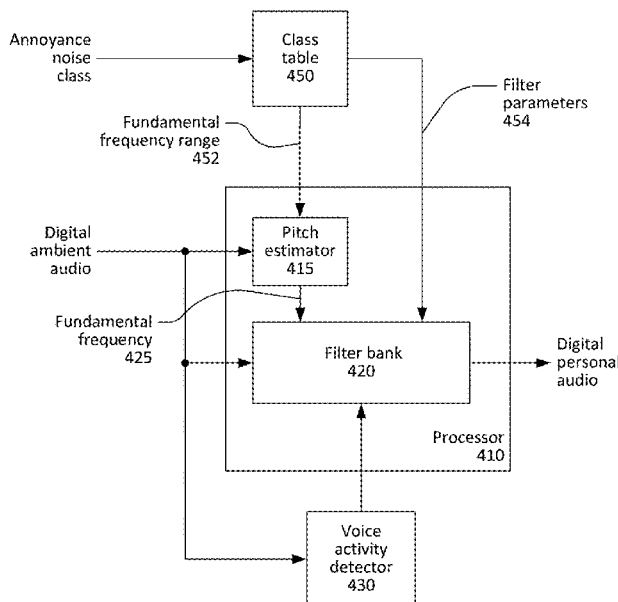 Annoyance
noise
class
Class
table
450
Filter
parameters
454
Fundamental
frequency range
452
Digital
ambient
audio
Pitch
estimator
415
Fundamental
frequency
425
Filter bank
420
Digital
personal
audio
Processor
410
Voice
activity
detector
430